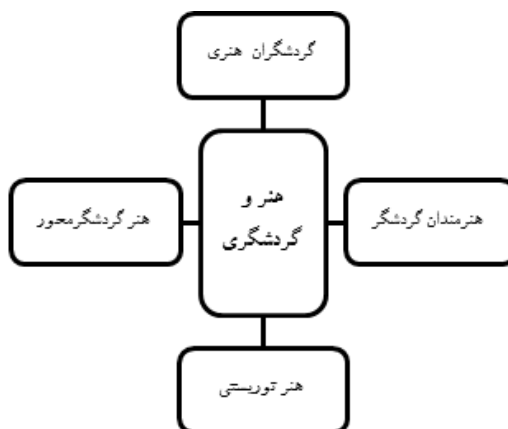 گردشگران هنری
هنرمندان گردشگر
هنر و
گردشگری
هنر گردشگرمحور
هنر توریستی